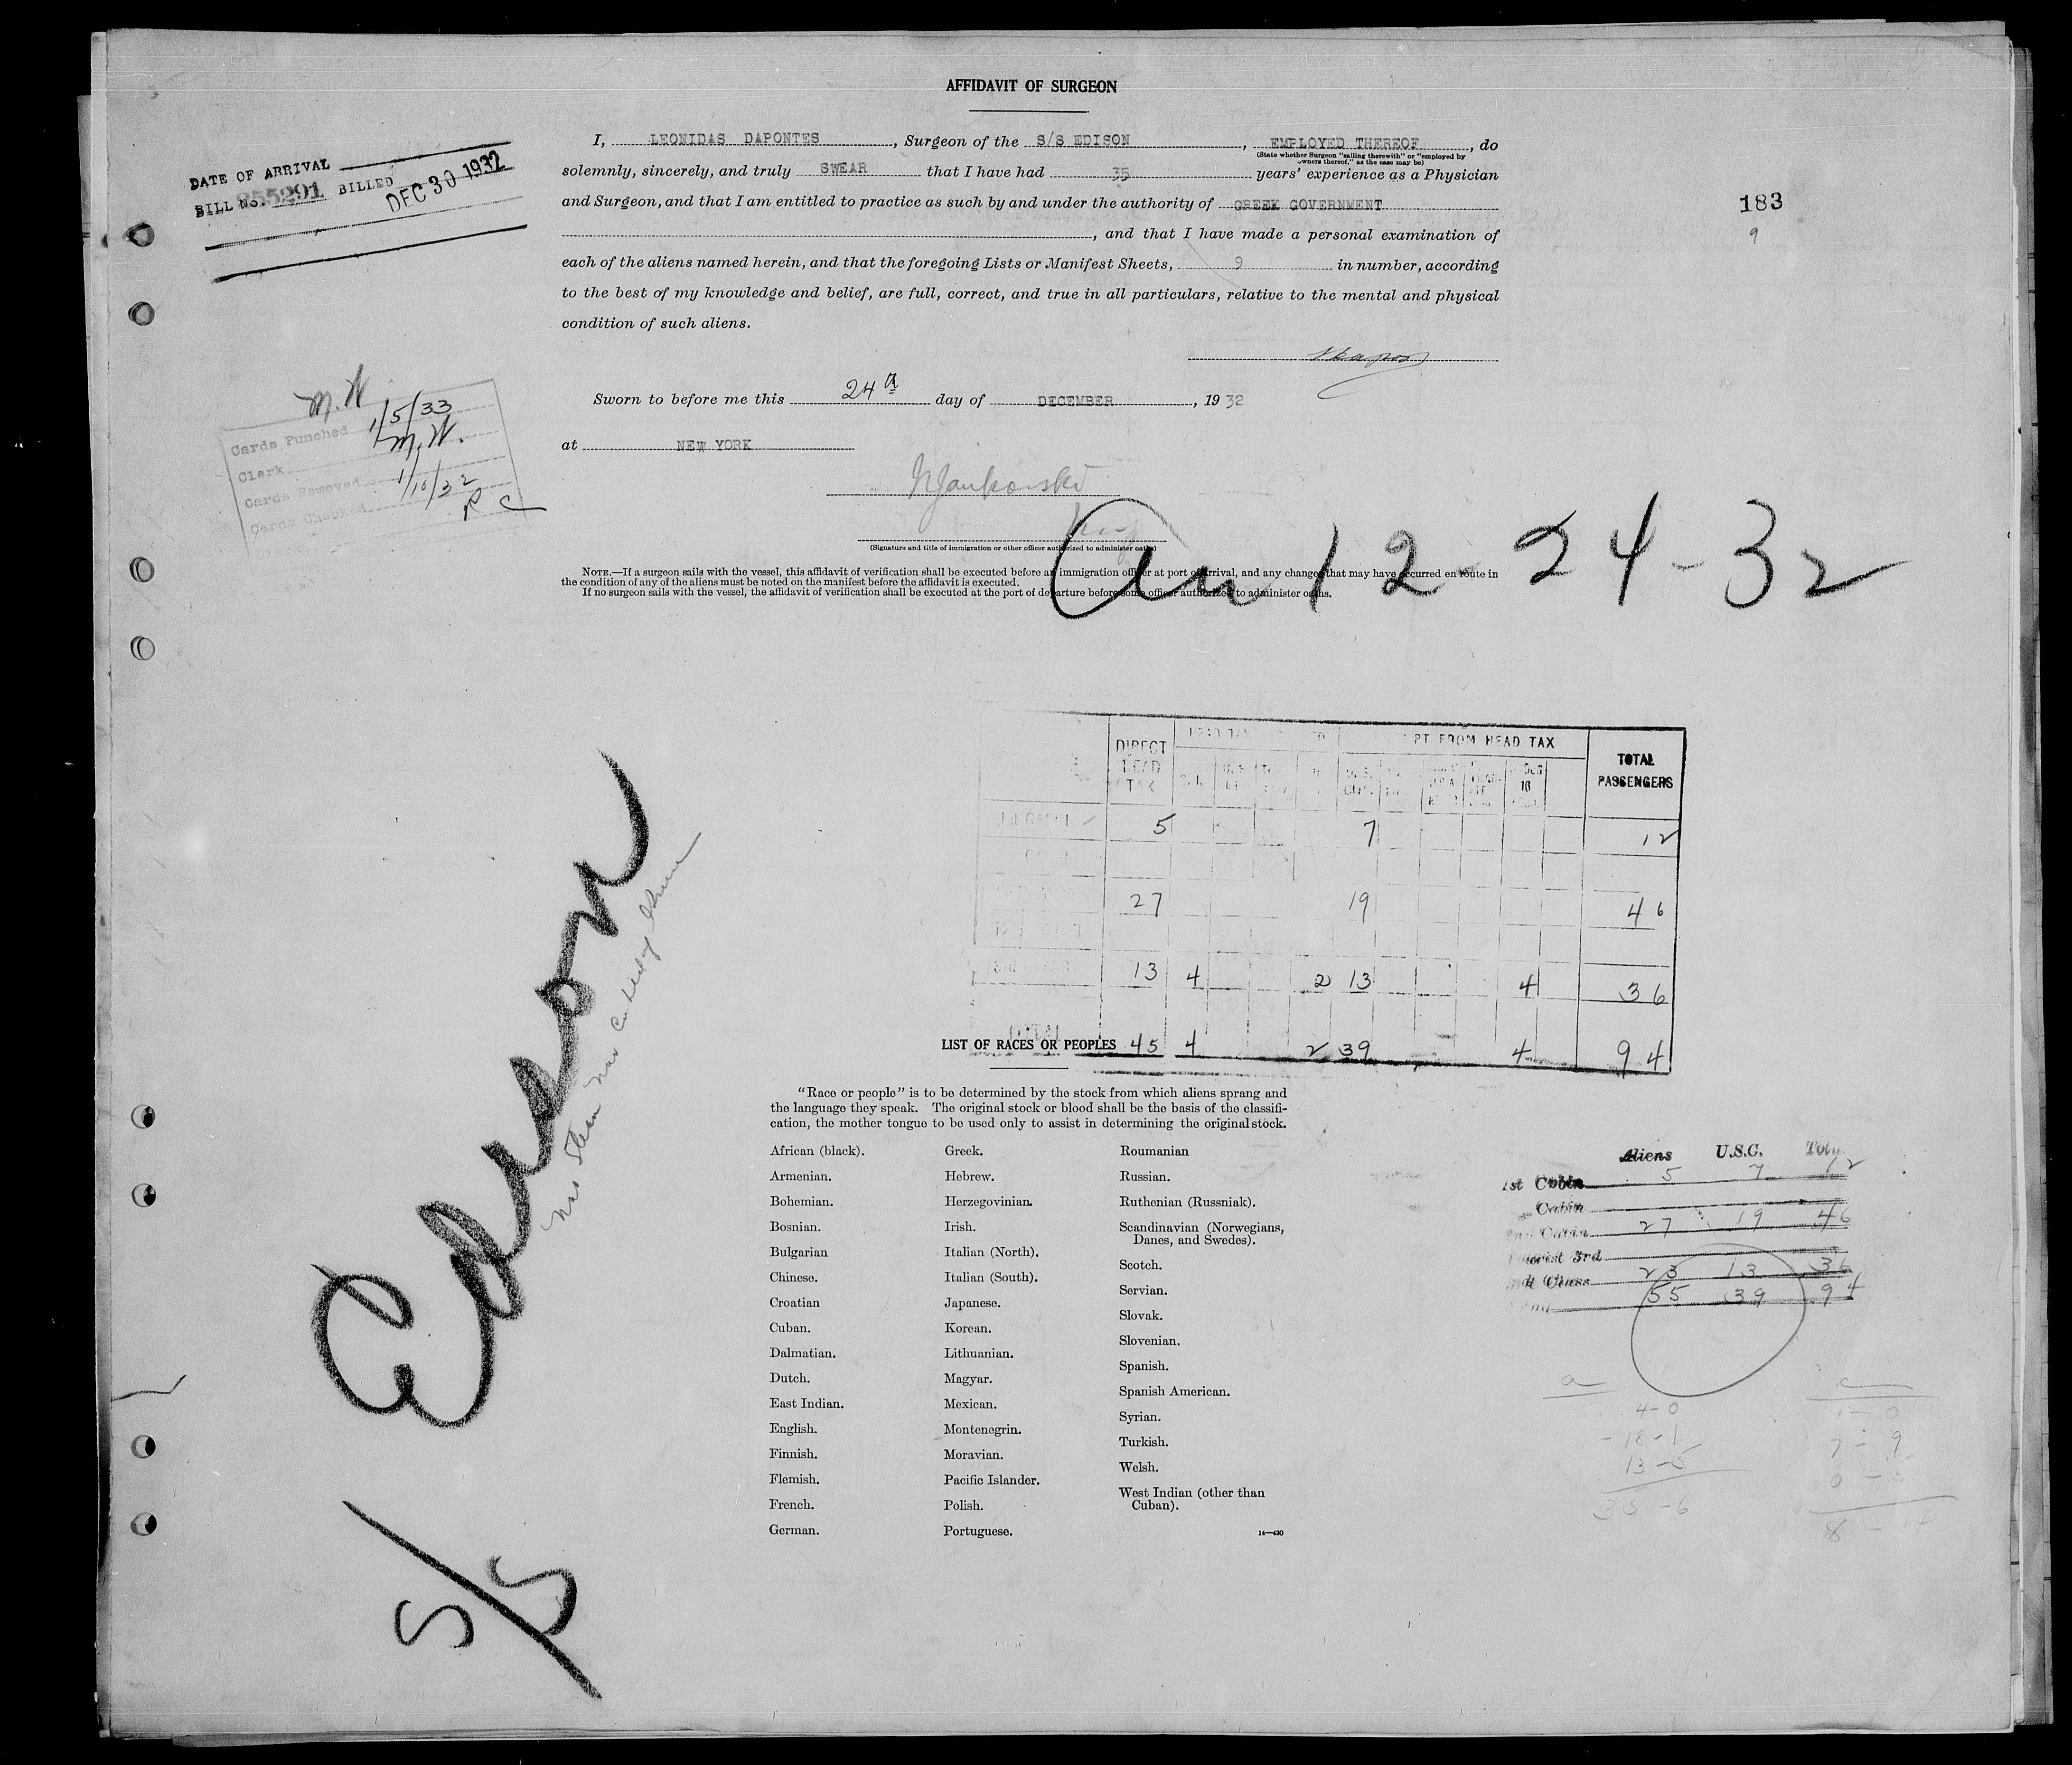 AFFIDAVIT OF SURGEON
I, LEONIDAS DAPONTES, Surgeon of the S/S EDISON, EMPLOYED THEREOF, do
(State whether Surgeon "sailing therewith" or "employed by
owners thereof," as the case may be)
solemnly, sincerely, and truly SWEAR that I have had 35 years' experience as a Physician
and Surgeon, and that I am entitled to practice as such by and under the authority of GREEK GOVERNMENT
, and that I have made a personal examination of
each of the aliens named herein, and that the foregoing Lists or Manifest Sheets, 9 in number, according
to the best of my knowledge and belief, are full, correct, and true in all particulars, relative to the mental and physical
condition of such aliens.
DATE OF ARRIVAL
BILL NO. 855291 BILLED DEC 30 1932
183
9
Sworn to before me this 24th day of DECEMBER, 1932
at NEW YORK
M.W.
Cards Punched 1/5/33
Clerk M.W.
Cards Removed 1/10/32
Cards Checked R C
(Signature and title of immigration or other officer authorized to administer oaths)
NOTE.—If a surgeon sails with the vessel, this affidavit of verification shall be executed before an immigration officer at port of arrival, and any changes that may have occurred en route in
the condition of any of the aliens must be noted on the manifest before the affidavit is executed.
If no surgeon sails with the vessel, the affidavit of verification shall be executed at the port of departure before some officer authorized to administer oaths.
12-24-32
S/S Edison
DIRECT HEAD TAX
HEAD TAX
FROM HEAD TAX
TOTAL PASSENGERS
5 7 12
27 19 46
13 4 2 13 4 36
45 4 2 39 4 94
LIST OF RACES OR PEOPLES
"Race or people" is to be determined by the stock from which aliens sprang and
the language they speak. The original stock or blood shall be the basis of the classifi-
cation, the mother tongue to be used only to assist in determining the original stock.
African (black).
Armenian.
Bohemian.
Bosnian.
Bulgarian
Chinese.
Croatian
Cuban.
Dalmatian.
Dutch.
East Indian.
English.
Finnish.
Flemish.
French.
German.
Greek.
Hebrew.
Herzegovinian.
Irish.
Italian (North).
Italian (South).
Japanese.
Korean.
Lithuanian.
Magyar.
Mexican.
Montenegrin.
Moravian.
Pacific Islander.
Polish.
Portuguese.
Roumanian
Russian.
Ruthenian (Russniak).
Scandinavian (Norwegians,
Danes, and Swedes).
Scotch.
Servian.
Slovak.
Slovenian.
Spanish.
Spanish American.
Syrian.
Turkish.
Welsh.
West Indian (other than
Cuban).
14—430
Aliens U.S.C. Total
1st Cabin 5 7 12
Cabin
Cabin 27 19 46
Tourist 3rd
Class 23 13 36
55 39 94
4-0
18-1
13-5
35-6
7-9